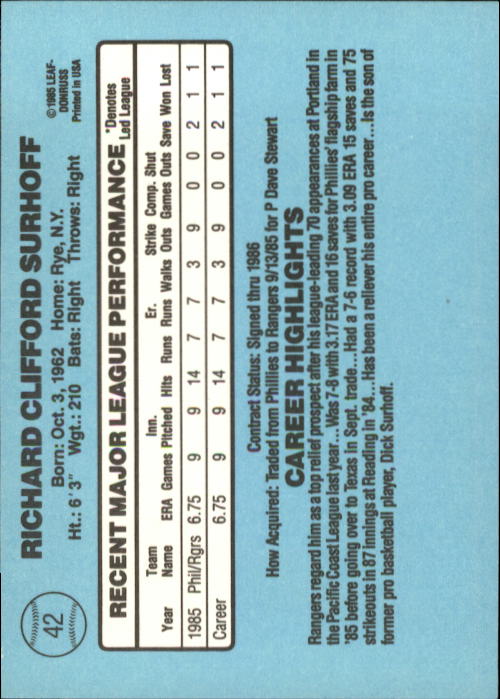 42
RICHARD CLIFFORD SURHOFF
Born: Oct. 3, 1962 Home: Rye, N.Y.
Ht.: 6'3" Wgt.: 210 Bats: Right Throws: Right
©1985 LEAF-
DONRUSS
Printed in USA
RECENT MAJOR LEAGUE PERFORMANCE
*Denotes
Led League
Team Inn. Er. Strike Comp. Shut
Year Name ERA Games Pitched Hits Runs Runs Walks Outs Games Outs Save Won Lost
1985 Phil/Rgrs 6.75 9 9 14 7 7 3 9 0 0 2 1 1
Career 6.75 9 9 14 7 7 3 9 0 0 2 1 1
Contract Status: Signed thru 1986
How Acquired: Traded from Phillies to Rangers 9/13/85 for P Dave Stewart
CAREER HIGHLIGHTS
Rangers regard him as a top relief prospect after his league-leading 70 appearances at Portland in
the Pacific Coast League last year...Was 7-8 with 3.17 ERA and 16 saves for Phillies' flagship farm in
'85 before going over to Texas in Sept. trade...Had a 7-6 record with 3.09 ERA 15 saves and 75
strikeouts in 87 innings at Reading in '84...Has been a reliever his entire pro career...Is the son of
former pro basketball player, Dick Surhoff.